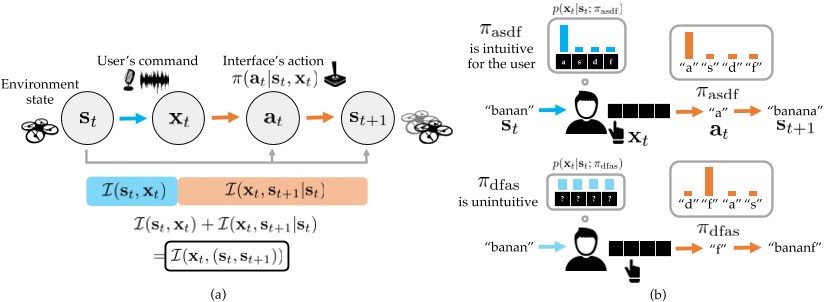 User's command
Interface's action
π(a_t|s_t, x_t)
Environment
state
s_t
x_t
a_t
s_{t+1}
I(s_t, x_t)
I(x_t, s_{t+1}|s_t)
I(s_t, x_t) + I(x_t, s_{t+1}|s_t)
= I(x_t, (s_t, s_{t+1}))
(a)
p(x_t|s_t; π_asdf)
π_asdf
is intuitive
for the user
a s d f
"a" "s" "d" "f"
π_asdf
"banan"
"a"
"banana"
s_t
x_t
a_t
s_{t+1}
p(x_t|s_t; π_dfas)
π_dfas
is unintuitive
? ? ? ?
"d" "f" "a" "s"
π_dfas
"banan"
"f"
"bananf"
(b)